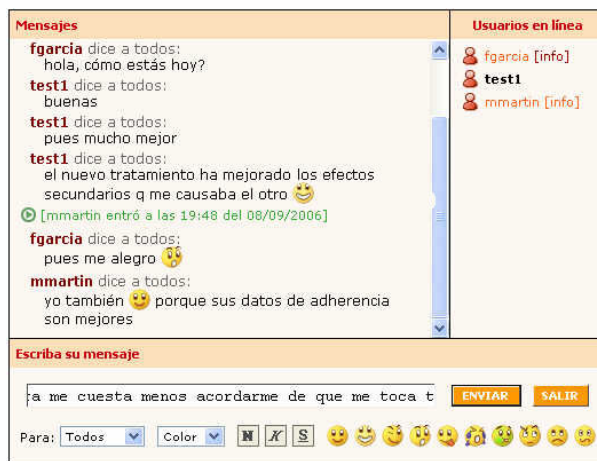 Mensajes
Usuarios en línea
fgarcia dice a todos:
hola, cómo estás hoy?
test1 dice a todos:
buenas
test1 dice a todos:
pues mucho mejor
test1 dice a todos:
el nuevo tratamiento ha mejorado los efectos
secundarios q me causaba el otro
[mmartin entró a las 19:48 del 08/09/2006]
fgarcia dice a todos:
pues me alegro
mmartin dice a todos:
yo también porque sus datos de adherencia
son mejores
fgarcia [info]
test1
mmartin [info]
Escriba su mensaje
ra me cuesta menos acordarme de que me toca t
ENVIAR
SALIR
Para: Todos Color N K S